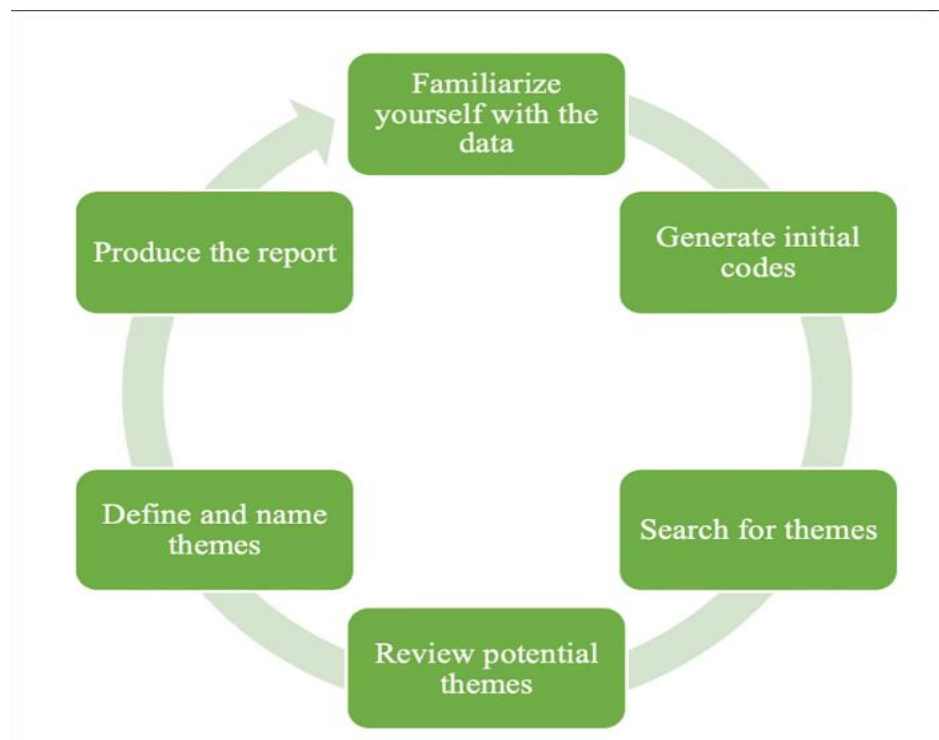 Familiarize
yourself with the
data
Generate initial
codes
Search for themes
Review potential
themes
Define and name
themes
Produce the report